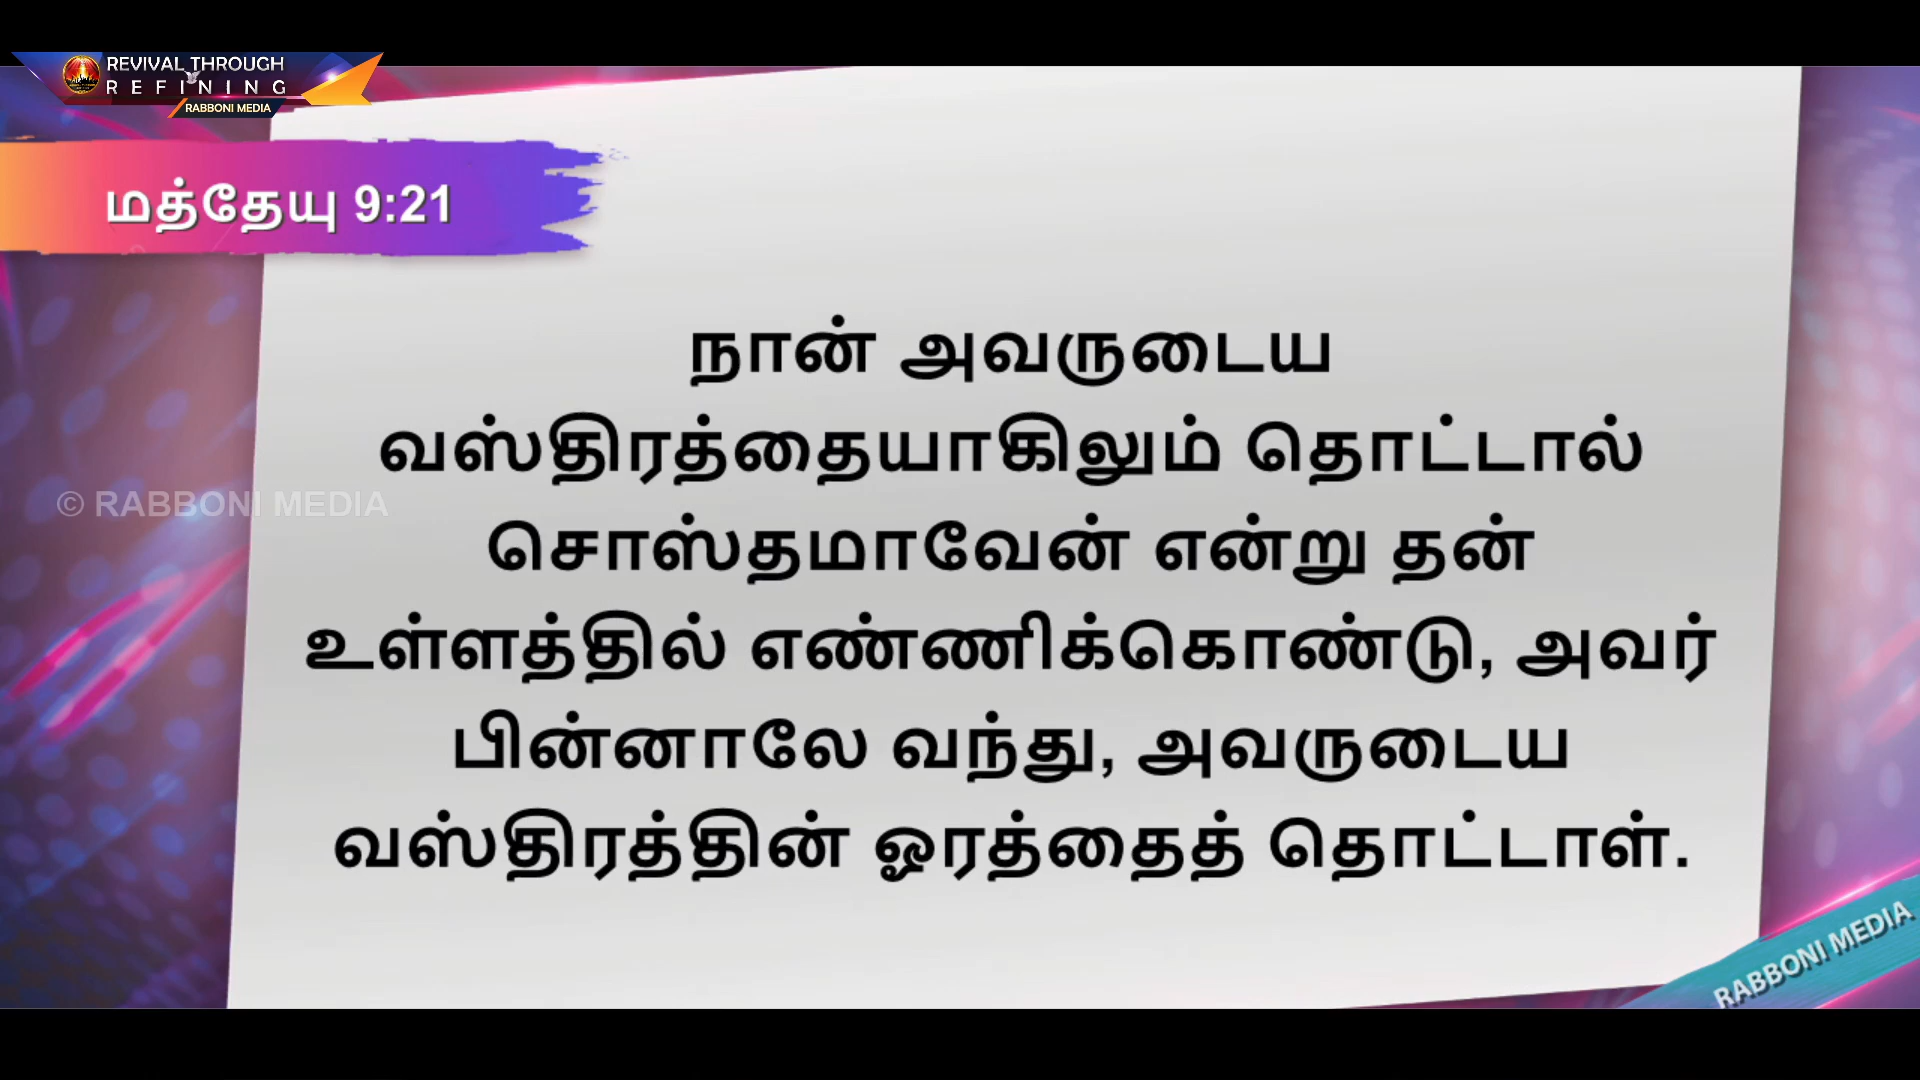 REVIVAL THROUGH
REFINING
RABBONI MEDIA
மத்தேயு 9:21
நான் அவருடைய
வஸ்திரத்தையாகிலும் தொட்டால்
© RABBONI MEDIA
சொஸ்தமாவேன் என்று தன்
உள்ளத்தில் எண்ணிக்கொண்டு, அவர்
பின்னாலே வந்து, அவருடைய
வஸ்திரத்தின் ஓரத்தைத் தொட்டாள்.
RABBONI MEDIA